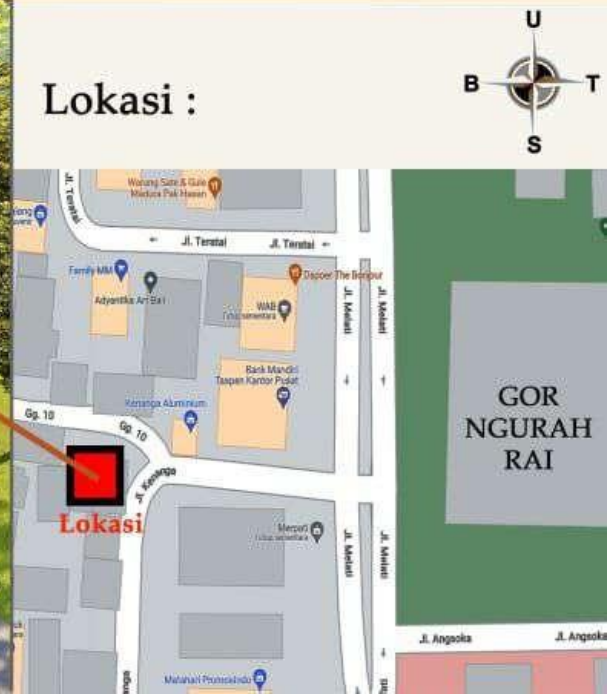 Lokasi :
U
B
T
S
Warung Sate & Gule
Madura Pak Hasan
Jl. Teratai
Jl. Teratai
Jl. Teratai
Family MM
Dapoer The Bonjour
Adyantika Art Bali
WAB
Tutup sementara
Jl. Melati
Jl. Melati
Bank Mandiri
Taspen Kantor Pusat
GOR
NGURAH
RAI
Kenanga Aluminium
Gg. 10
Gg. 10
Jl. Kenanga
Lokasi
Merpati
Tutup sementara
Jl. Melati
Jl. Melati
Jl. Angsoka
Jl. Angsoka
Matahari Promosindo